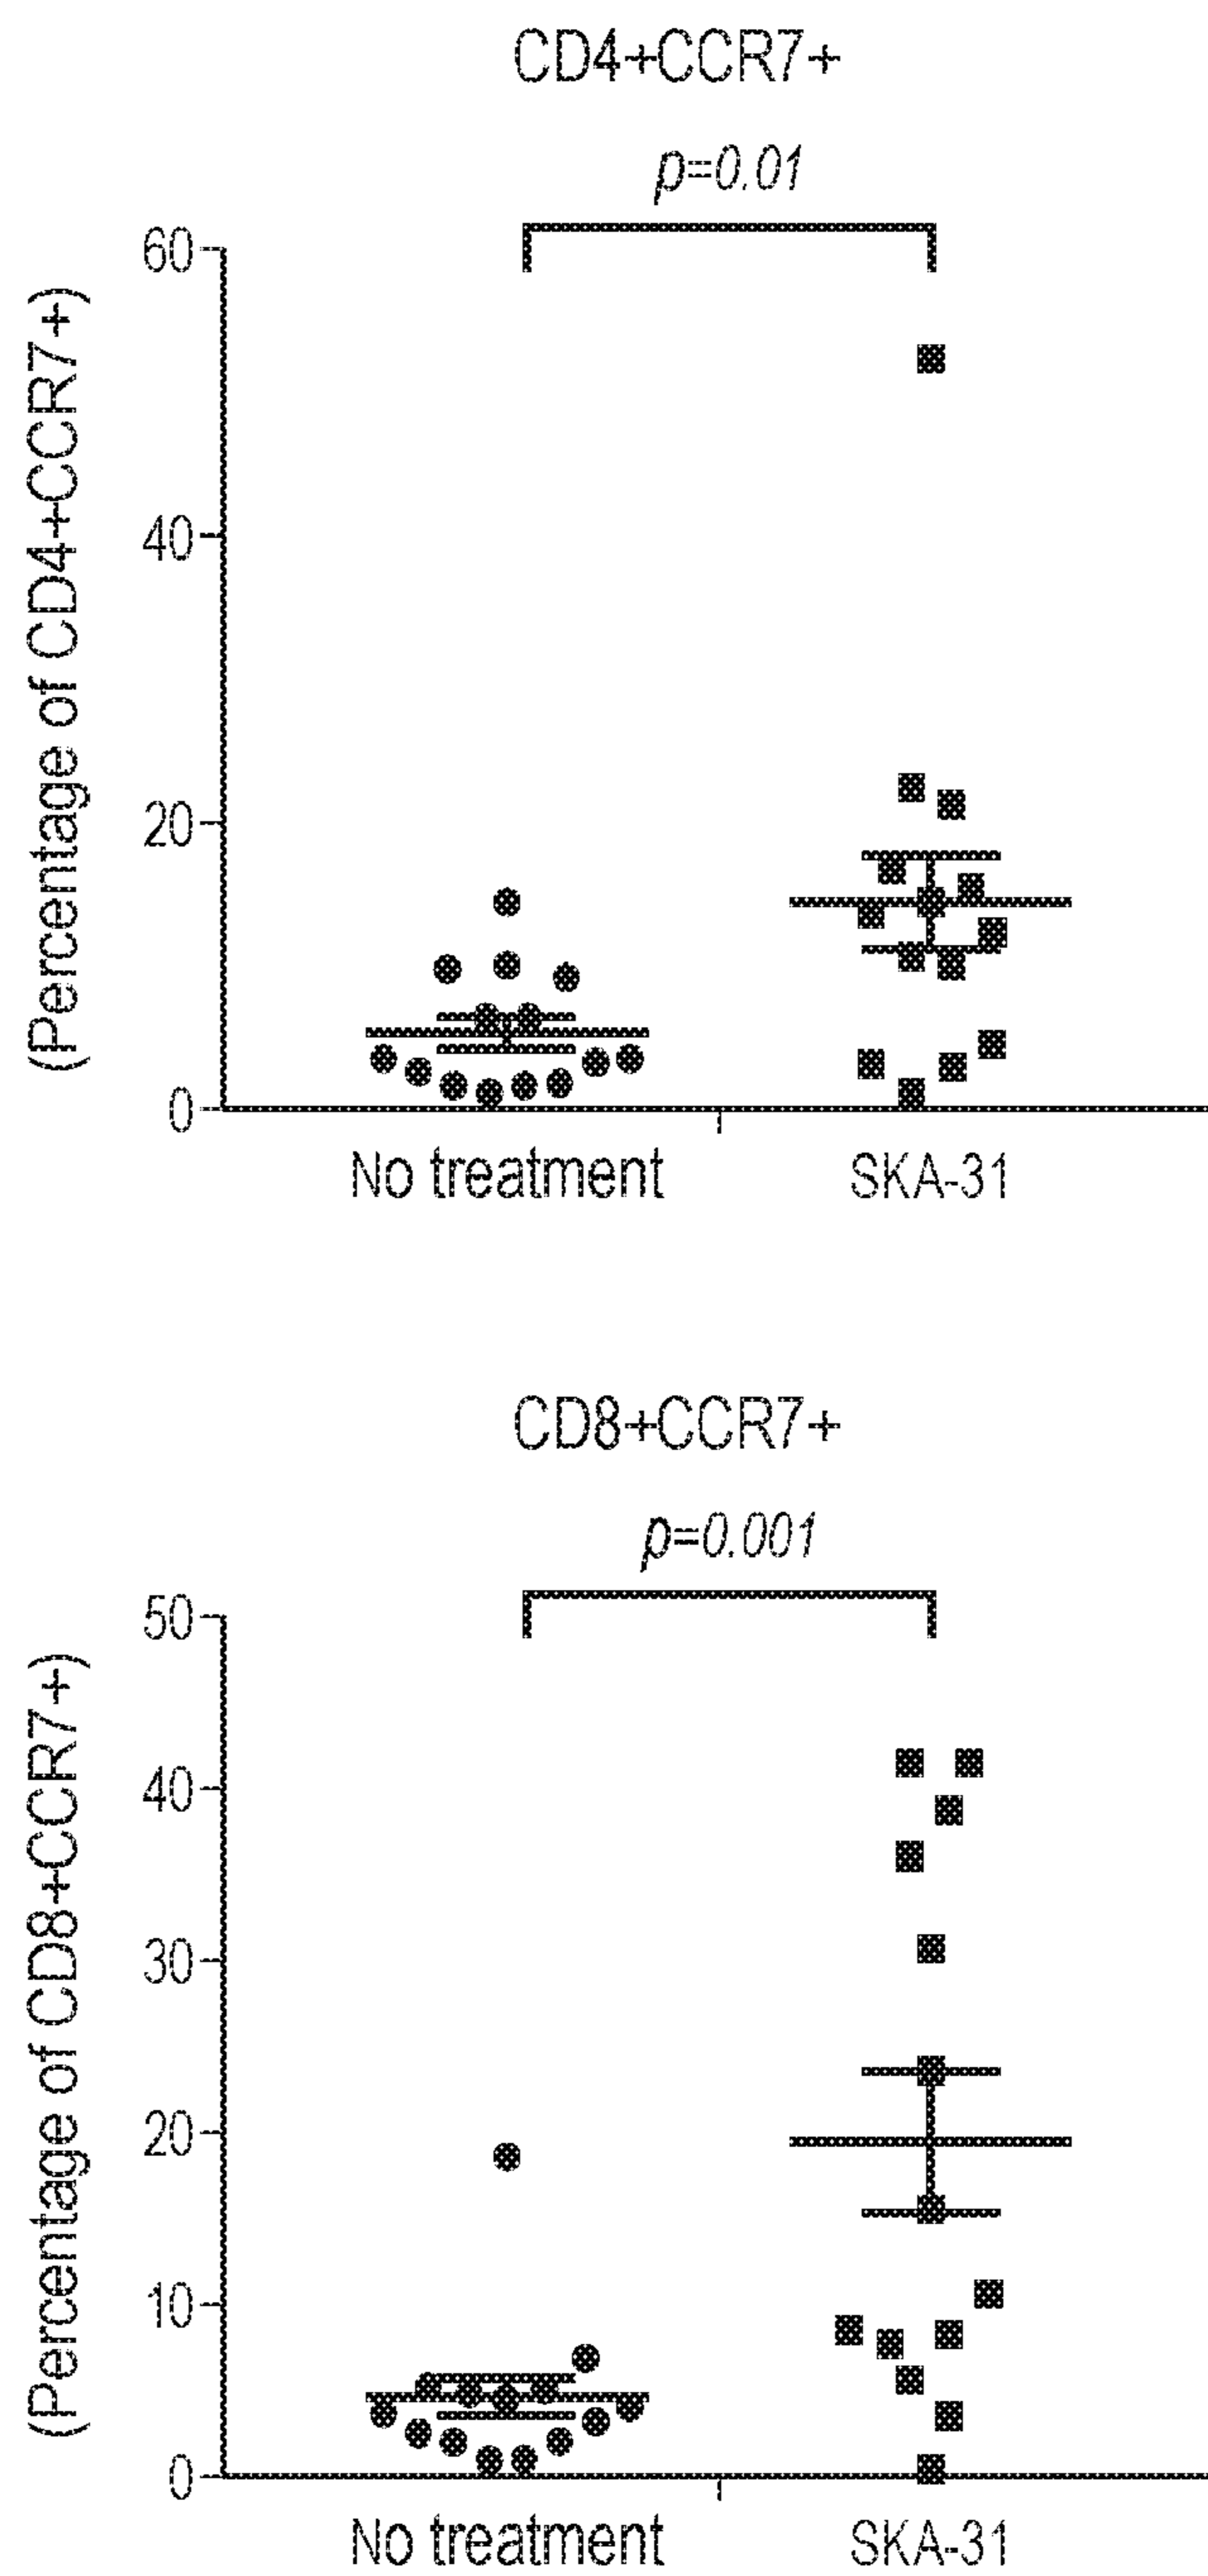 CD4+CCR7+
p=0.01
(Percentage of CD4+CCR7+)
60
40
20
0
No treatment
SKA-31
CD8+CCR7+
p=0.001
(Percentage of CD8+CCR7+)
50
40
30
20
10
0
No treatment
SKA-31